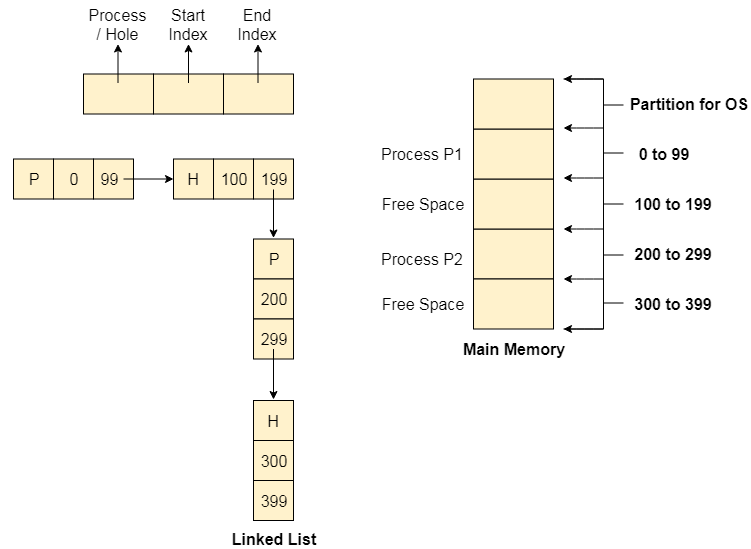 Process
/ Hole
Start
Index
End
Index
P 0 99
H 100 199
P
200
299
H
300
399
Linked List
Partition for OS
Process P1
0 to 99
Free Space
100 to 199
Process P2
200 to 299
Free Space
300 to 399
Main Memory